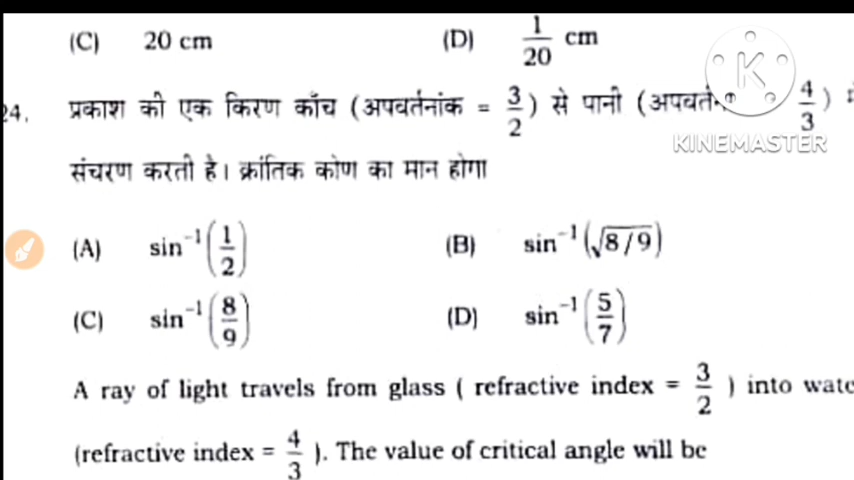 (C) 20 cm (D) 1/20 cm
24. प्रकाश की एक किरण काँच (अपवर्तनांक = 3/2) से पानी 4/3)
KINEMASTER
संचरण करती है। क्रांतिक कोण का मान होगा
(A) sin⁻¹(1/2) (B) sin⁻¹(√8/9)
(C) sin⁻¹(8/9) (D) sin⁻¹(5/7)
A ray of light travels from glass ( refractive index = 3/2 ) into
(refractive index = 4/3 ). The value of critical angle will be